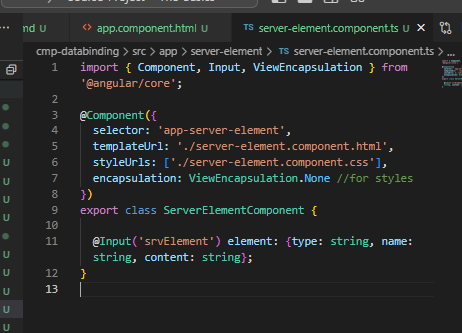 md
app.component.html
TS server-element.component.ts U
cmp-databinding > src > app > server-element > TS server-element.component.ts > ...
1 import { Component, Input, ViewEncapsulation } from
'@angular/core';
2
3 @Component({
4 selector: 'app-server-element',
5 templateUrl: './server-element.component.html',
6 styleUrls: ['./server-element.component.css'],
7 encapsulation: ViewEncapsulation.None //for styles
8 })
9 export class ServerElementComponent {
10
11 @Input('srvElement') element: {type: string, name:
string, content: string};
12 }
13
U
U
U
U
U
U
U
U